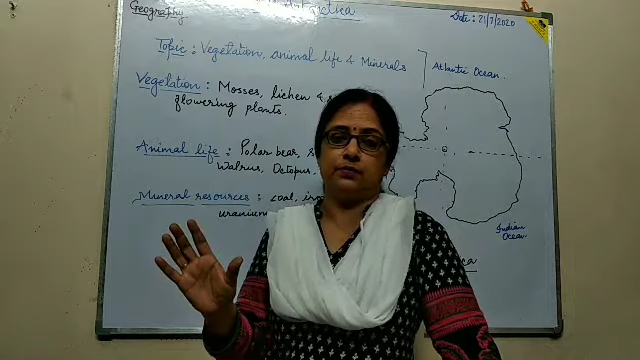 Geography
Date: 21/7/2020
Topic: Vegetation, animal life & Minerals
Atlantic Ocean.
Vegetation : Mosses, lichen &
flowering plants.
Animal life : Polar bear,
Walrus, Octopus,
Mineral resources : coal,
uranium
Indian
Ocean.